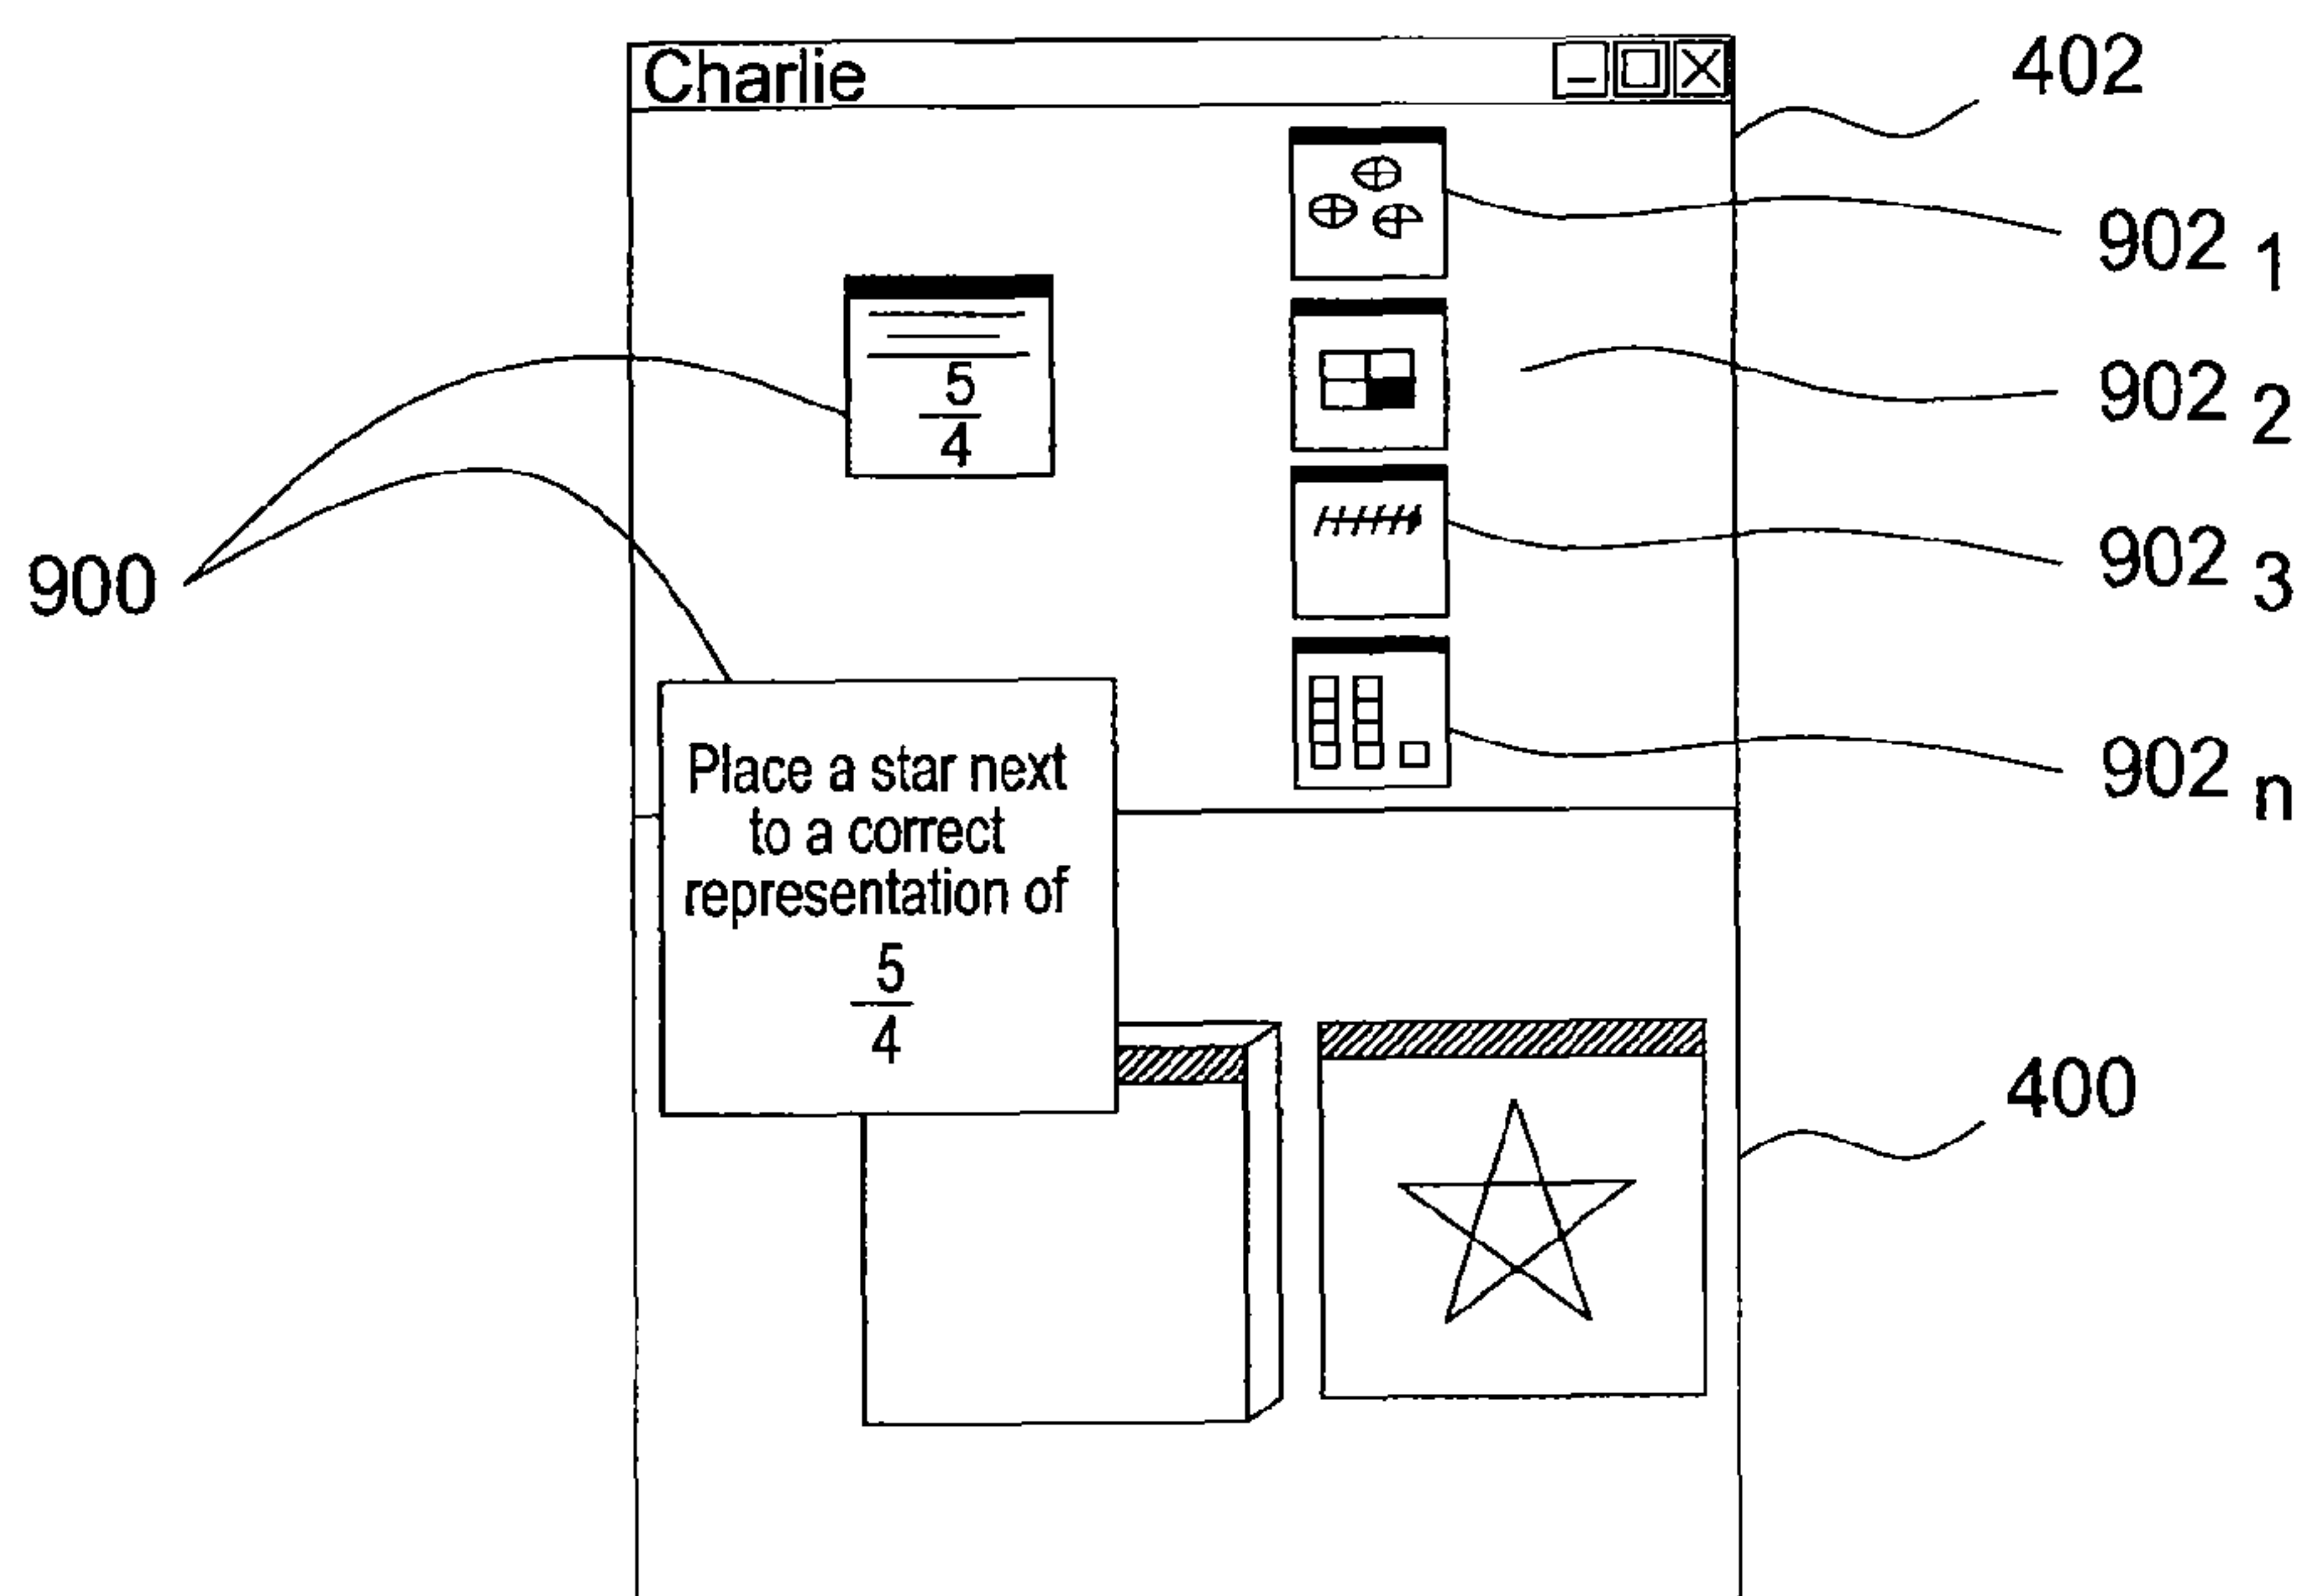 Charlie
402
902 1
5
4
902 2
902 3
900
902 n
Place a star next
to a correct
representation of
5
4
400